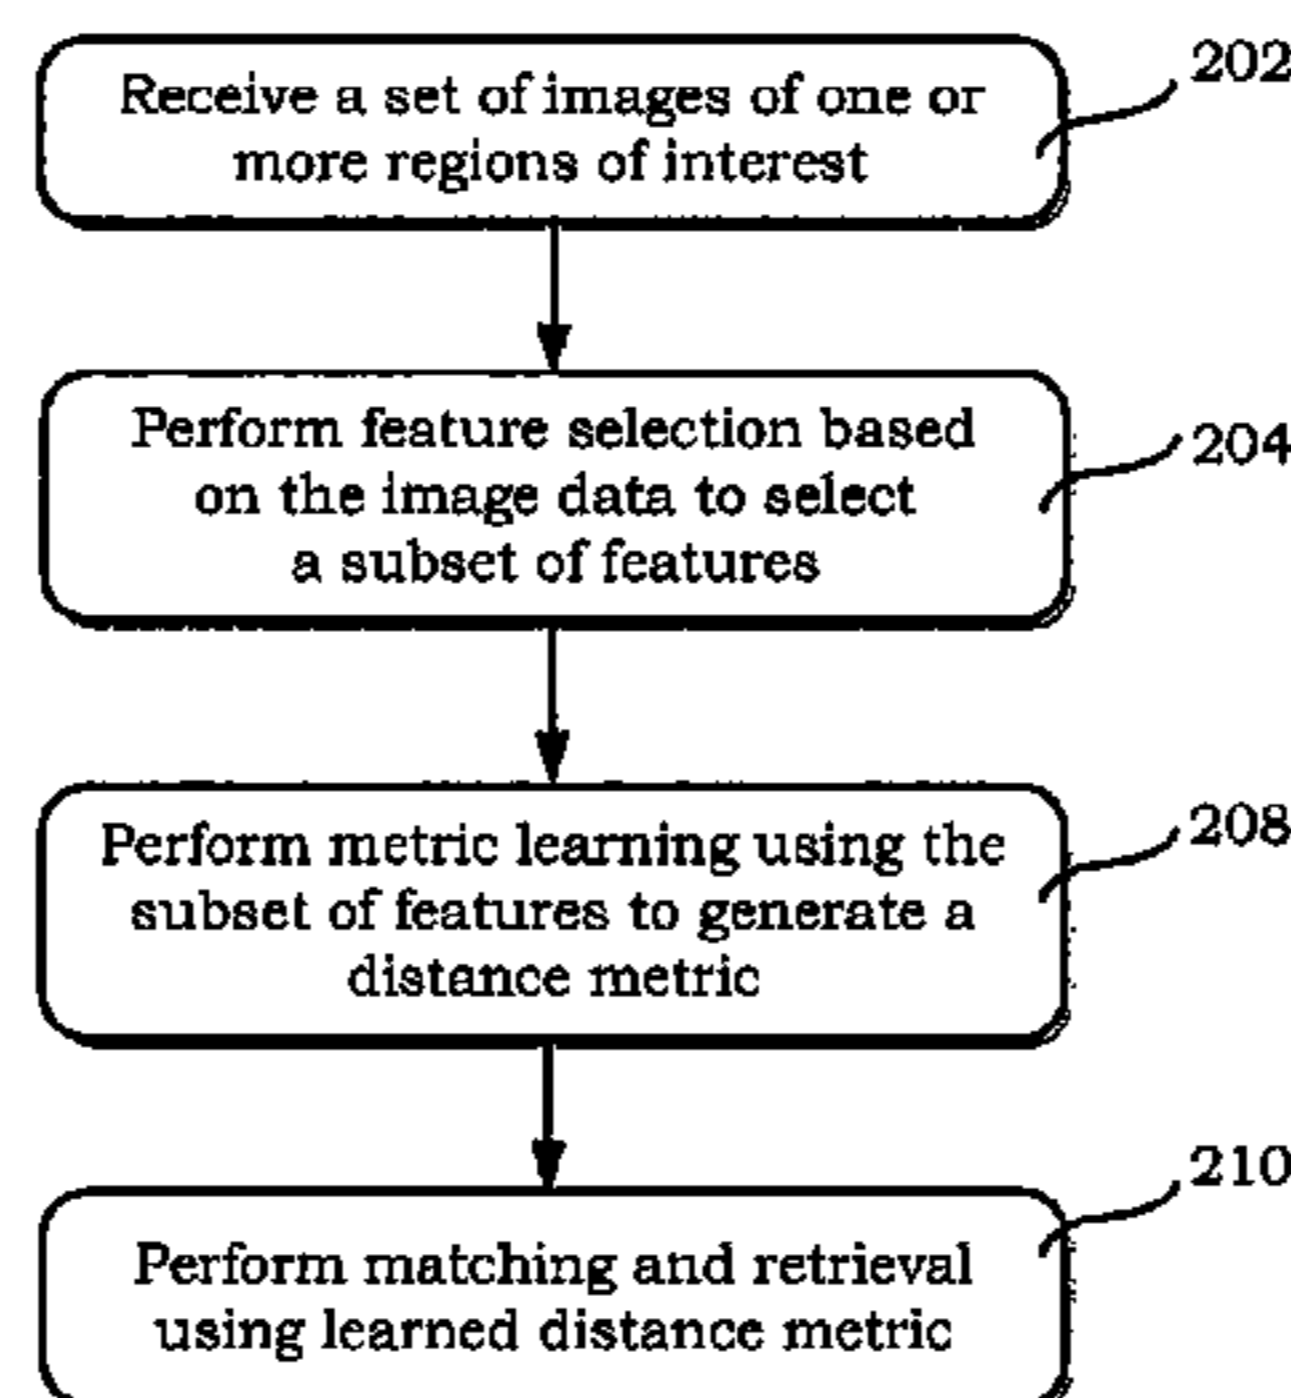 Receive a set of images of one or
more regions of interest
202
Perform feature selection based
on the image data to select
a subset of features
204
Perform metric learning using the
subset of features to generate a
distance metric
208
Perform matching and retrieval
using learned distance metric
210